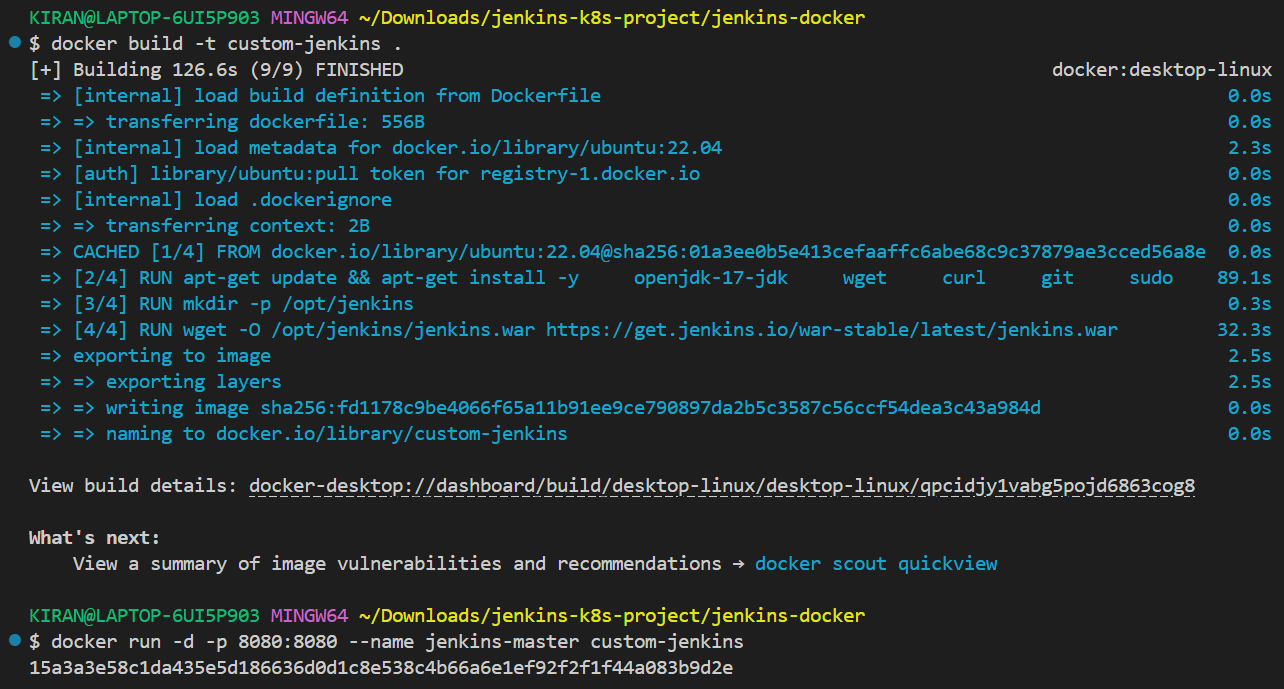 KIRAN@LAPTOP-6UI5P903 MINGW64 ~/Downloads/jenkins-k8s-project/jenkins-docker
$ docker build -t custom-jenkins .
[+] Building 126.6s (9/9) FINISHED docker:desktop-linux
=> [internal] load build definition from Dockerfile 0.0s
=> => transferring dockerfile: 556B 0.0s
=> [internal] load metadata for docker.io/library/ubuntu:22.04 2.3s
=> [auth] library/ubuntu:pull token for registry-1.docker.io 0.0s
=> [internal] load .dockerignore 0.0s
=> => transferring context: 2B 0.0s
=> CACHED [1/4] FROM docker.io/library/ubuntu:22.04@sha256:01a3ee0b5e413cefaaffc6abe68c9c37879ae3cced56a8e 0.0s
=> [2/4] RUN apt-get update && apt-get install -y openjdk-17-jdk wget curl git sudo 89.1s
=> [3/4] RUN mkdir -p /opt/jenkins 0.3s
=> [4/4] RUN wget -O /opt/jenkins/jenkins.war https://get.jenkins.io/war-stable/latest/jenkins.war 32.3s
=> exporting to image 2.5s
=> => exporting layers 2.5s
=> => writing image sha256:fd1178c9be4066f65a11b91ee9ce790897da2b5c3587c56ccf54dea3c43a984d 0.0s
=> => naming to docker.io/library/custom-jenkins 0.0s
View build details: docker-desktop://dashboard/build/desktop-linux/desktop-linux/qpcidjy1vabg5pojd6863cog8
What's next:
View a summary of image vulnerabilities and recommendations → docker scout quickview
KIRAN@LAPTOP-6UI5P903 MINGW64 ~/Downloads/jenkins-k8s-project/jenkins-docker
$ docker run -d -p 8080:8080 --name jenkins-master custom-jenkins
15a3a3e58c1da435e5d186636d0d1c8e538c4b66a6e1ef92f2f1f44a083b9d2e